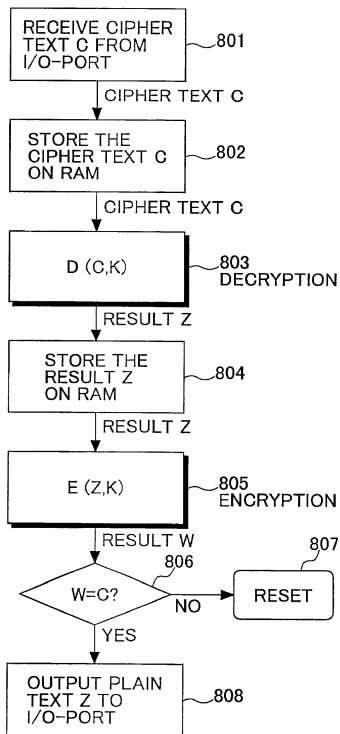 RECEIVE CIPHER
TEXT C FROM
I/O-PORT
801
CIPHER TEXT C
STORE THE
CIPHER TEXT C
ON RAM
802
CIPHER TEXT C
D (C,K)
803
DECRYPTION
RESULT Z
STORE THE
RESULT Z
ON RAM
804
RESULT Z
E (Z,K)
805
ENCRYPTION
RESULT W
806
807
W=C?
NO
RESET
YES
OUTPUT PLAIN
TEXT Z TO
I/O-PORT
808